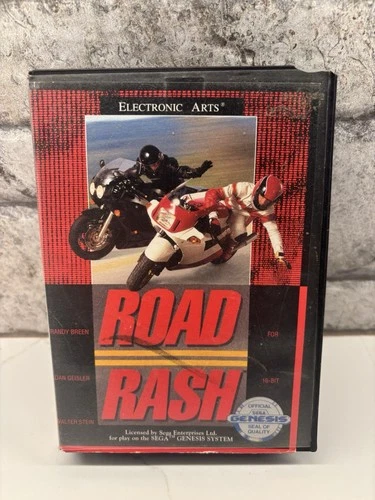 ELECTRONIC ARTS®
ROAD
RANDY BREEN
FOR
DAN GEISLER
16-BIT
RASH
WALTER STEIN
OFFICIAL
SEGA
GENESIS
SEAL OF
QUALITY
Licensed by Sega Enterprises Ltd.
for play on the SEGA™ GENESIS SYSTEM